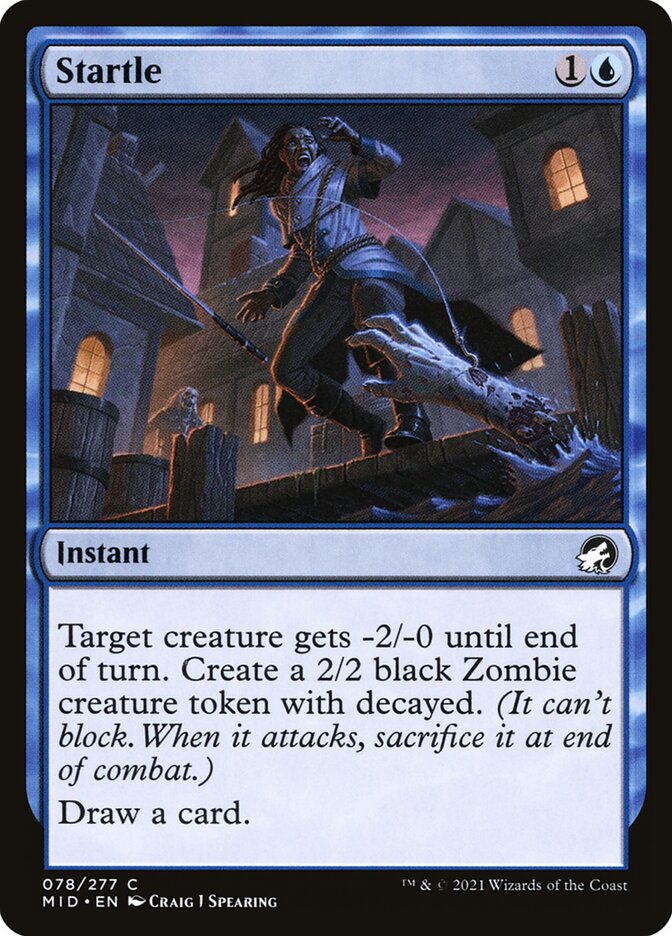 Startle 1
Instant
Target creature gets -2/-0 until end
of turn. Create a 2/2 black Zombie
creature token with decayed. (It can't
block. When it attacks, sacrifice it at end
of combat.)
Draw a card.
078/277 C
MID • EN Craig J Spearing
™ & © 2021 Wizards of the Coast